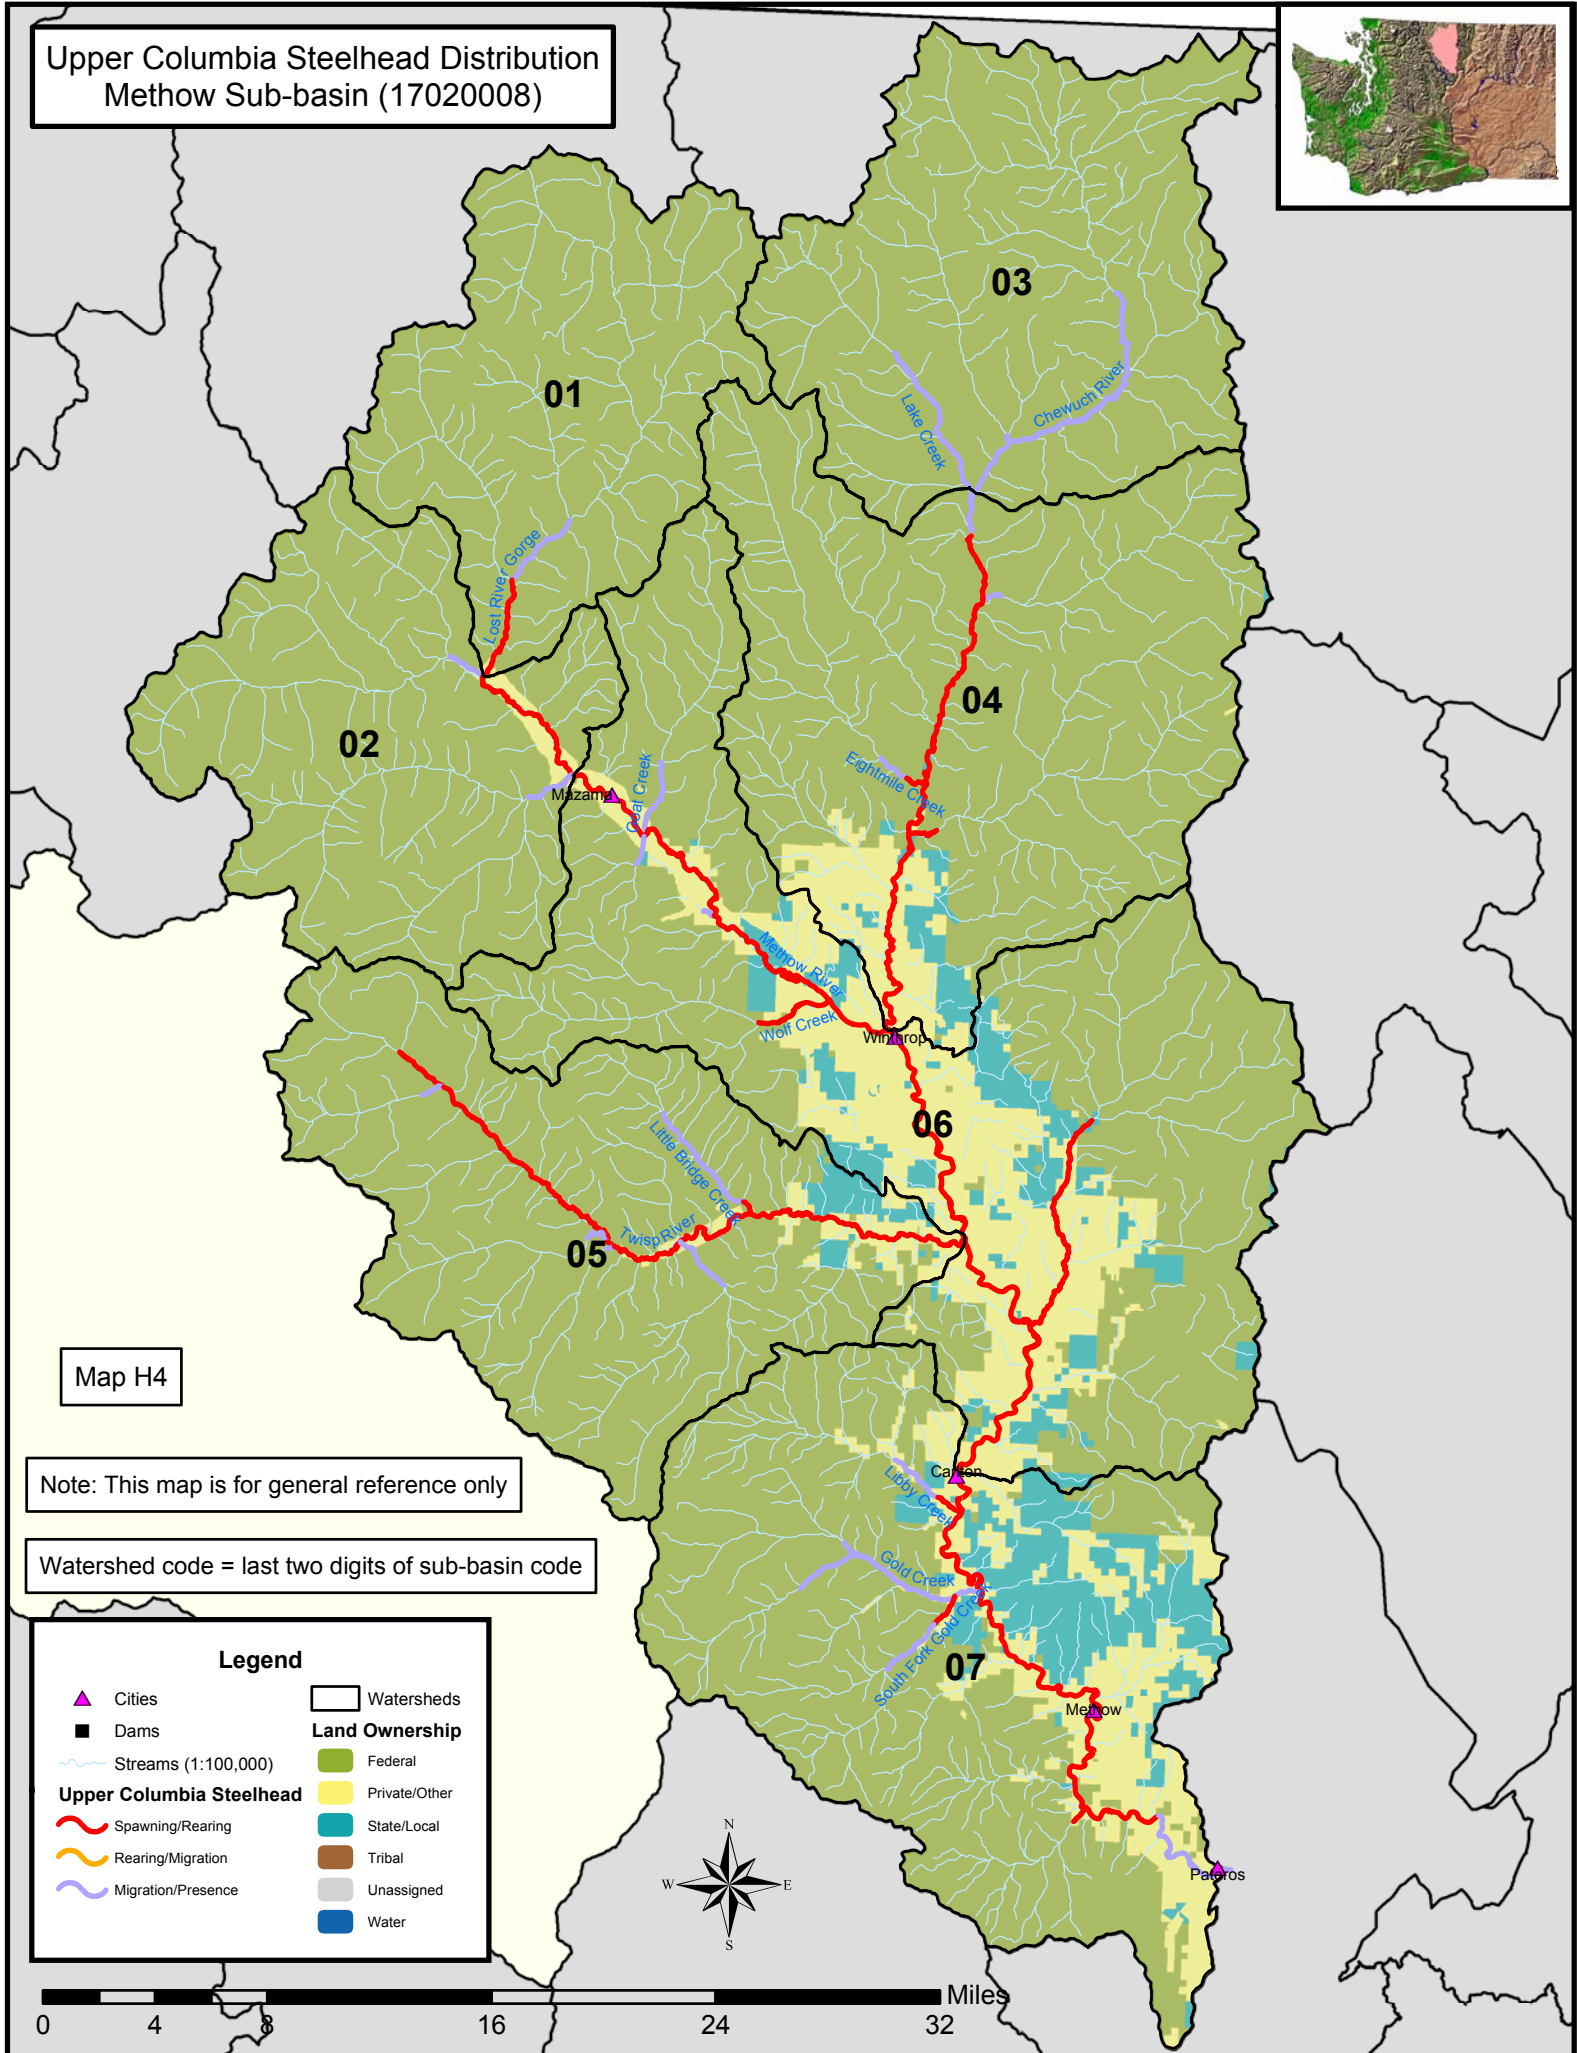 Upper Columbia Steelhead Distribution
Methow Sub-basin (17020008)
03
01
Chewuch River
Lake Creek
Lost River Gorge
04
02
Eightmile Creek
Goat Creek
Mazama
Methow River
Wolf Creek
Winthrop
06
Little Bridge Creek
Twisp River
05
Map H4
Carlton
Libby Creek
Note: This map is for general reference only
Gold Creek
Watershed code = last two digits of sub-basin code
South Fork Gold Creek
07
Methow
Pateros
Legend
Cities
Dams
Streams (1:100,000)
Upper Columbia Steelhead
Spawning/Rearing
Rearing/Migration
Migration/Presence
Watersheds
Land Ownership
Federal
Private/Other
State/Local
Tribal
Unassigned
Water
N
W E
S
Miles
0 4 8 16 24 32